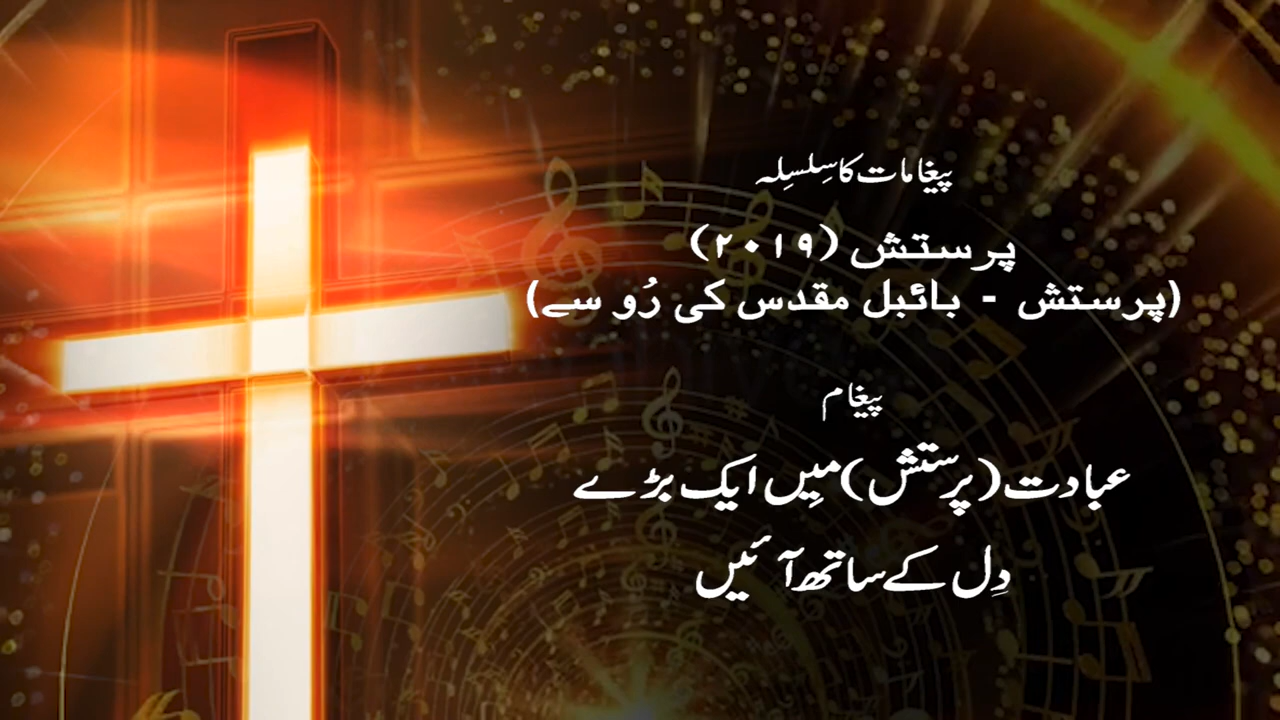 پیغامات کا سِلسِلہ
پرستش (۲۰۱۹)
(پرستش - بائبل مقدس کی رُو سے)
پیغام
عبادت (پرستش) میِں ایک بڑے
دِل کے ساتھ آئیں